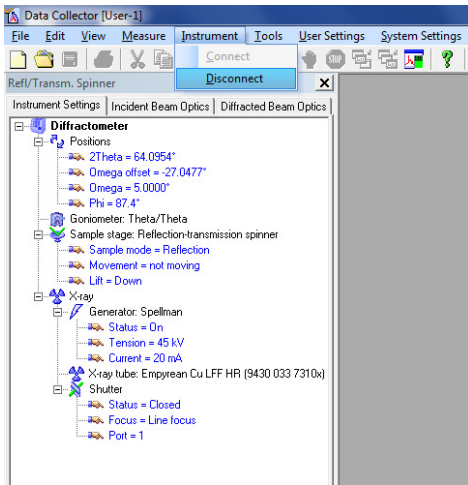 Data Collector [User-1]
File Edit View Measure Instrument Tools User Settings System Settings
Connect
Disconnect
Refl/Transm. Spinner
Instrument Settings Incident Beam Optics Diffracted Beam Optics
Diffractometer
Positions
2Theta = 64.0954°
Omega offset = -27.0477°
Omega = 5.0000°
Phi = 87.4°
Goniometer: Theta/Theta
Sample stage: Reflection-transmission spinner
Sample mode = Reflection
Movement = not moving
Lift = Down
X-ray
Generator: Spellman
Status = On
Tension = 45 kV
Current = 20 mA
X-ray tube: Empyrean Cu LFF HR (9430 033 7310x)
Shutter
Status = Closed
Focus = Line focus
Port = 1